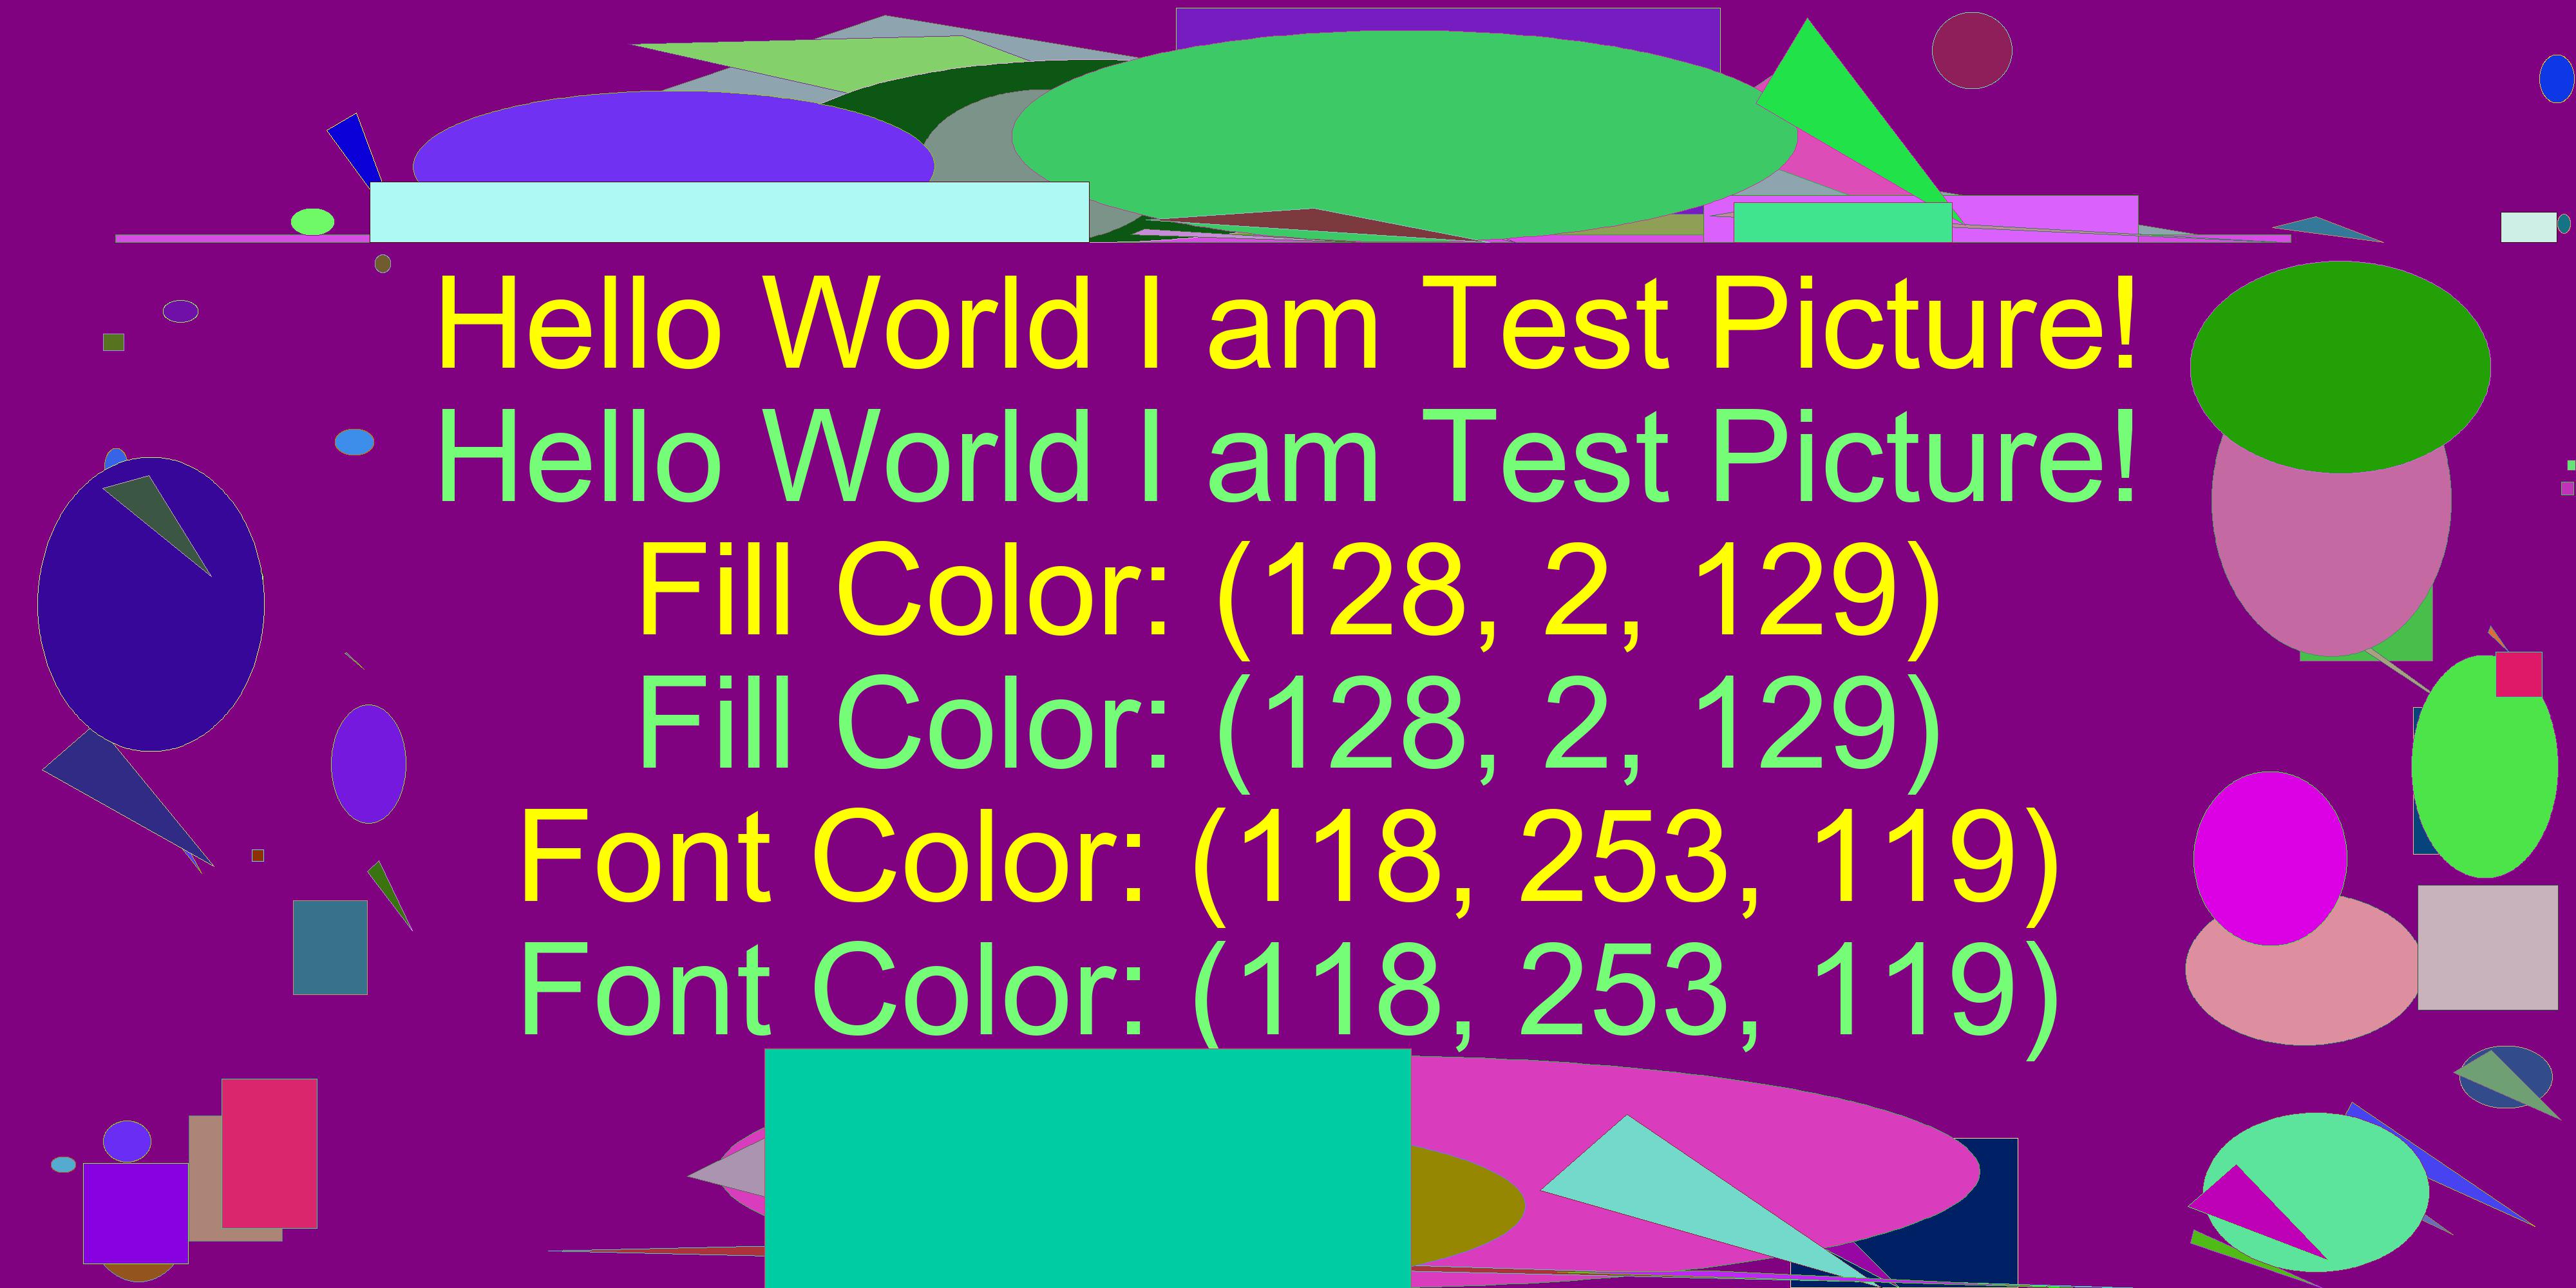 Hello World I am Test Picture!
Hello World I am Test Picture!
Fill Color: (128, 2, 129)
Fill Color: (128, 2, 129)
Font Color: (118, 253, 119)
Font Color: (118, 253, 119)